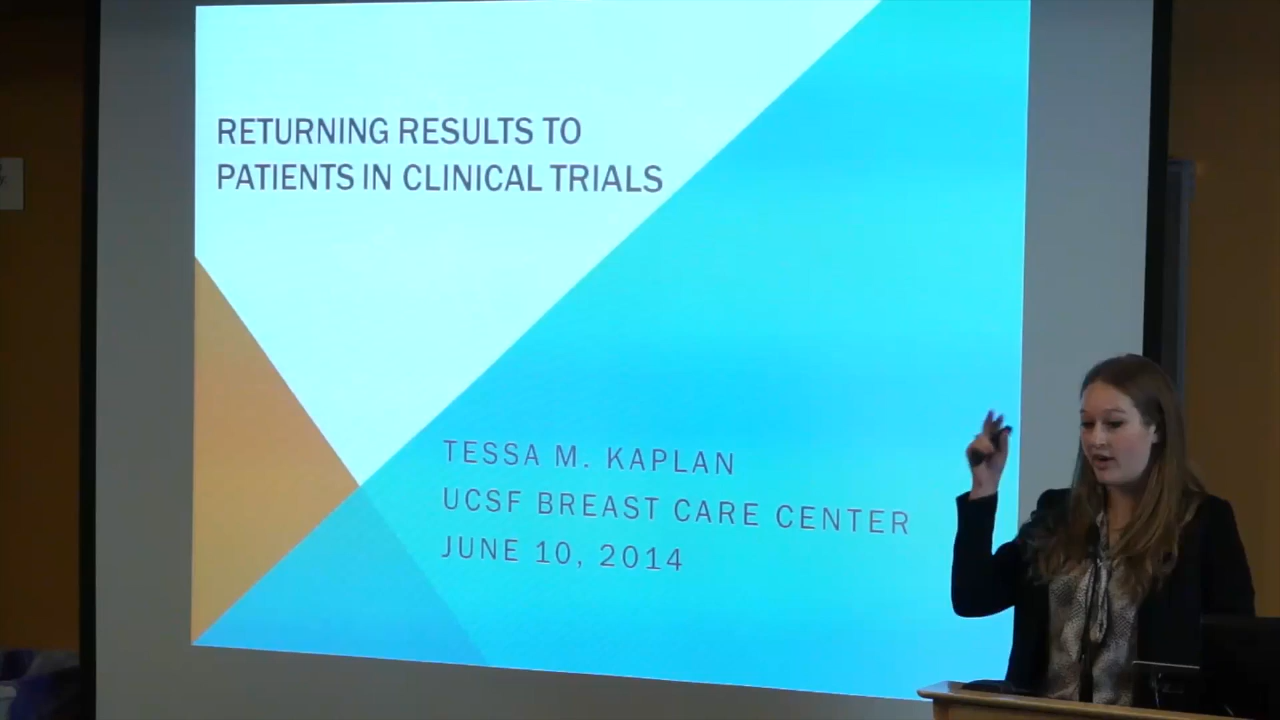 RETURNING RESULTS TO
PATIENTS IN CLINICAL TRIALS
TESSA M. KAPLAN
UCSF BREAST CARE CENTER
JUNE 10, 2014